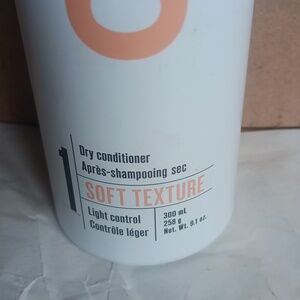 1
Dry conditioner
Après-shampooing sec
SOFT TEXTURE
Light control
Contrôle léger
300 mL
258 g
Net. Wt. 9.1 oz.